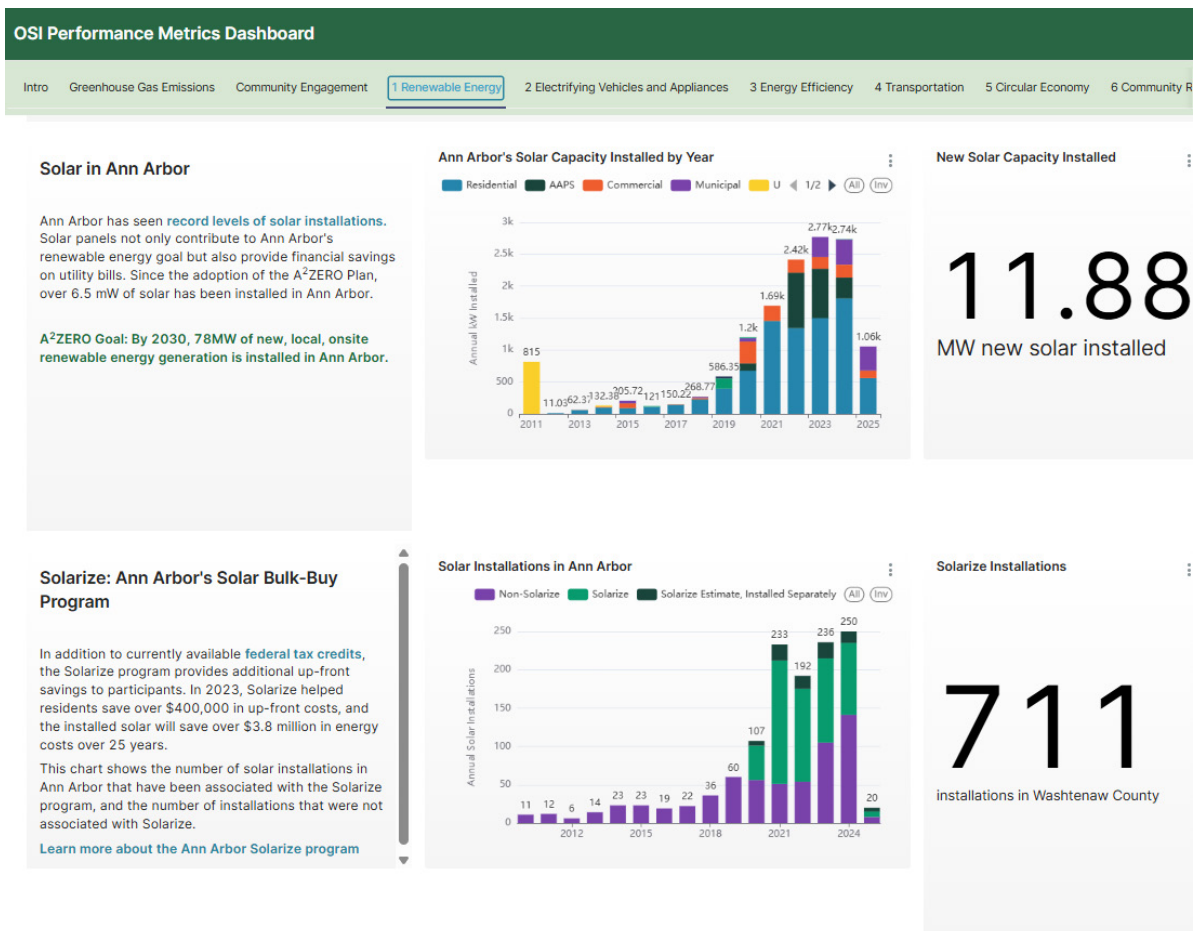 OSI Performance Metrics Dashboard
Intro Greenhouse Gas Emissions Community Engagement 1 Renewable Energy 2 Electrifying Vehicles and Appliances 3 Energy Efficiency 4 Transportation 5 Circular Economy 6 Community R
Solar in Ann Arbor
Ann Arbor has seen record levels of solar installations.
Solar panels not only contribute to Ann Arbor's
renewable energy goal but also provide financial savings
on utility bills. Since the adoption of the A²ZERO Plan,
over 6.5 mW of solar has been installed in Ann Arbor.
A²ZERO Goal: By 2030, 78MW of new, local, onsite
renewable energy generation is installed in Ann Arbor.
Ann Arbor's Solar Capacity Installed by Year
Residential AAPS Commercial Municipal U 1/2 All Inv
Annual kW Installed
3k
2.5k
2k
1.5k
1k
500
0
815 11.03 62.37 132.38 205.72 121 150.22 268.77 586.35 1.2k 1.69k 2.42k 2.77k 2.74k 1.06k
2011 2013 2015 2017 2019 2021 2023 2025
New Solar Capacity Installed
11.88
MW new solar installed
Solarize: Ann Arbor's Solar Bulk-Buy
Program
In addition to currently available federal tax credits,
the Solarize program provides additional up-front
savings to participants. In 2023, Solarize helped
residents save over $400,000 in up-front costs, and
the installed solar will save over $3.8 million in energy
costs over 25 years.
This chart shows the number of solar installations in
Ann Arbor that have been associated with the Solarize
program, and the number of installations that were not
associated with Solarize.
Learn more about the Ann Arbor Solarize program
Solar Installations in Ann Arbor
Non-Solarize Solarize Solarize Estimate, Installed Separately All Inv
Annual Solar Installations
250
200
150
100
50
0
11 12 6 14 23 23 19 22 36 60 107 233 192 236 250 20
2012 2015 2018 2021 2024
Solarize Installations
711
installations in Washtenaw County